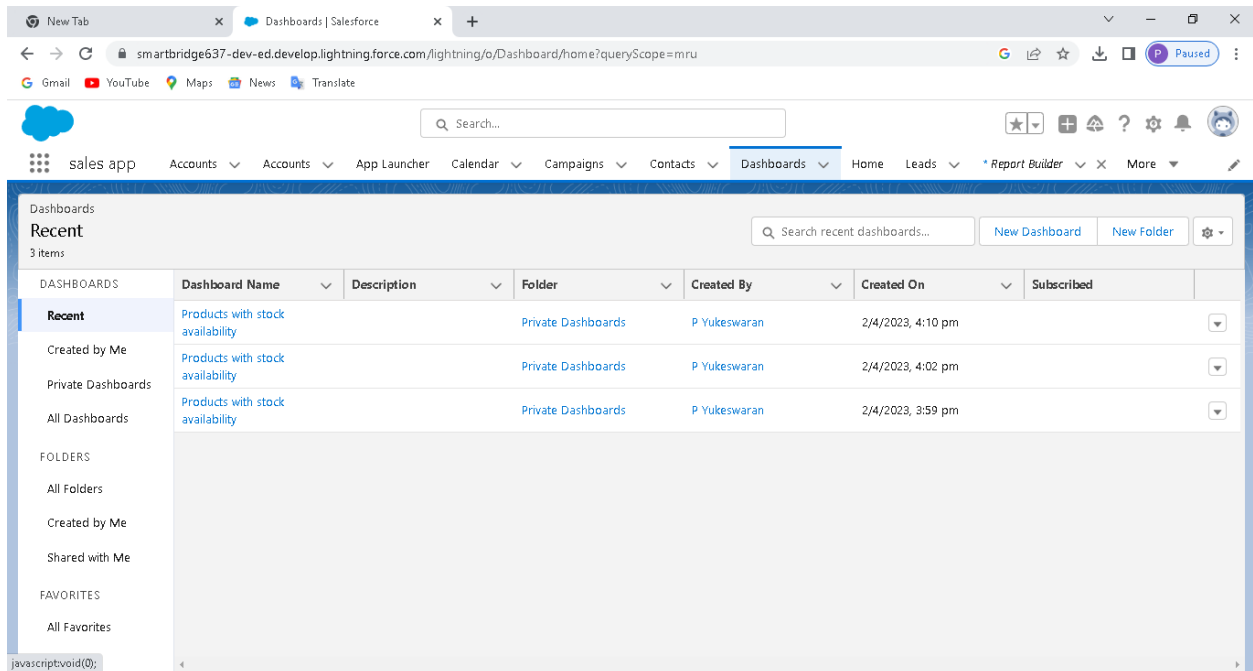 New Tab
Dashboards | Salesforce
smartbridge637-dev-ed.develop.lightning.force.com/lightning/o/Dashboard/home?queryScope=mru
P Paused
Gmail YouTube Maps News Translate
Search...
sales app Accounts Accounts App Launcher Calendar Campaigns Contacts Dashboards Home Leads * Report Builder More
Dashboards
Recent
3 items
Search recent dashboards...
New Dashboard
New Folder
DASHBOARDS
Recent
Created by Me
Private Dashboards
All Dashboards
FOLDERS
All Folders
Created by Me
Shared with Me
FAVORITES
All Favorites
Dashboard Name Description Folder Created By Created On Subscribed
Products with stock
availability
Private Dashboards P Yukeswaran 2/4/2023, 4:10 pm
Products with stock
availability
Private Dashboards P Yukeswaran 2/4/2023, 4:02 pm
Products with stock
availability
Private Dashboards P Yukeswaran 2/4/2023, 3:59 pm
javascript:void(0);